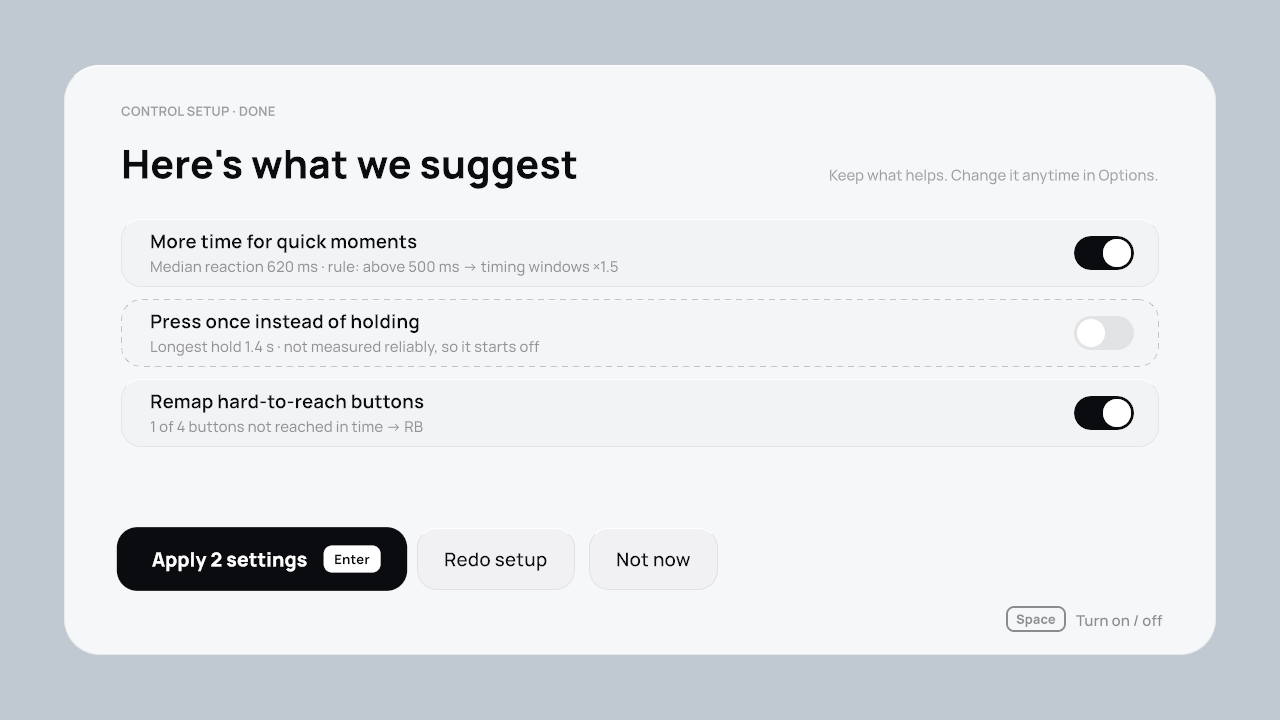 CONTROL SETUP · DONE
Here's what we suggest
Keep what helps. Change it anytime in Options.
More time for quick moments
Median reaction 620 ms · rule: above 500 ms → timing windows ×1.5
Press once instead of holding
Longest hold 1.4 s · not measured reliably, so it starts off
Remap hard-to-reach buttons
1 of 4 buttons not reached in time → RB
Apply 2 settings Enter
Redo setup
Not now
Space Turn on / off